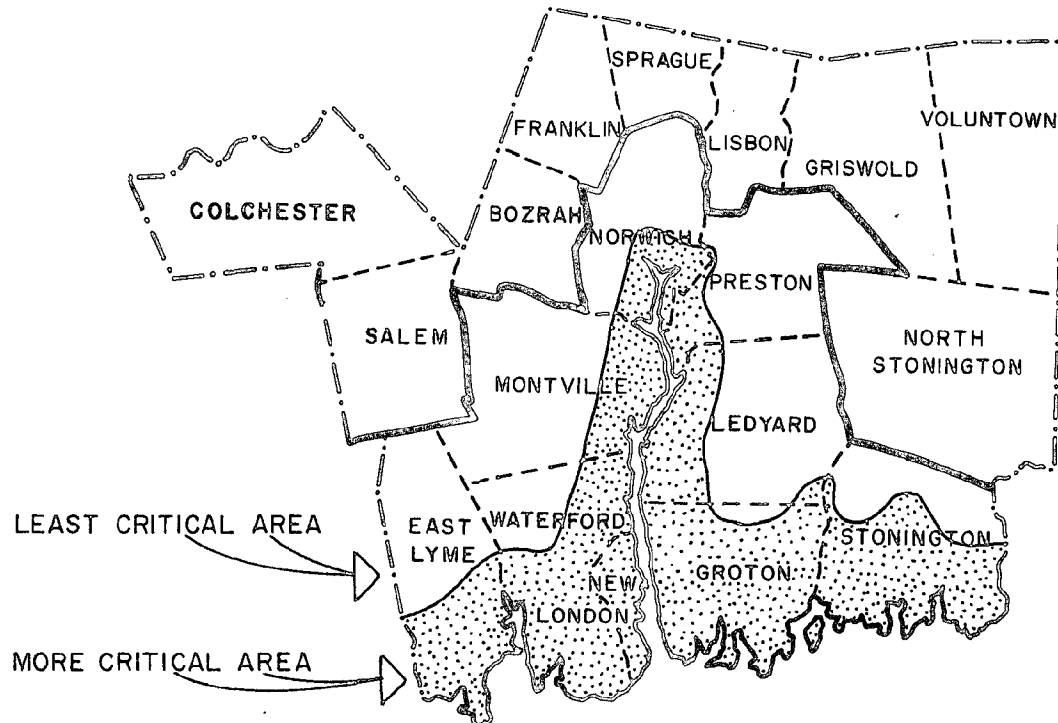 SPRAGUE
FRANKLIN
LISBON
VOLUNTOWN
GRISWOLD
COLCHESTER
BOZRAH
NORWICH
PRESTON
SALEM
NORTH
STONINGTON
MONTVILLE
LEDYARD
LEAST CRITICAL AREA
EAST
LYME
WATERFORD
STONINGTON
GROTON
NEW
LONDON
MORE CRITICAL AREA